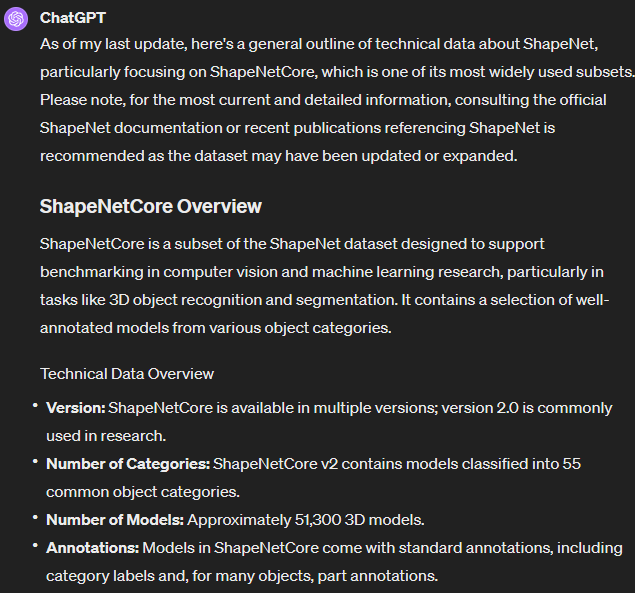 ChatGPT
As of my last update, here's a general outline of technical data about ShapeNet,
particularly focusing on ShapeNetCore, which is one of its most widely used subsets.
Please note, for the most current and detailed information, consulting the official
ShapeNet documentation or recent publications referencing ShapeNet is
recommended as the dataset may have been updated or expanded.
ShapeNetCore Overview
ShapeNetCore is a subset of the ShapeNet dataset designed to support
benchmarking in computer vision and machine learning research, particularly in
tasks like 3D object recognition and segmentation. It contains a selection of well-
annotated models from various object categories.
Technical Data Overview
• Version: ShapeNetCore is available in multiple versions; version 2.0 is commonly
used in research.
• Number of Categories: ShapeNetCore v2 contains models classified into 55
common object categories.
• Number of Models: Approximately 51,300 3D models.
• Annotations: Models in ShapeNetCore come with standard annotations, including
category labels and, for many objects, part annotations.